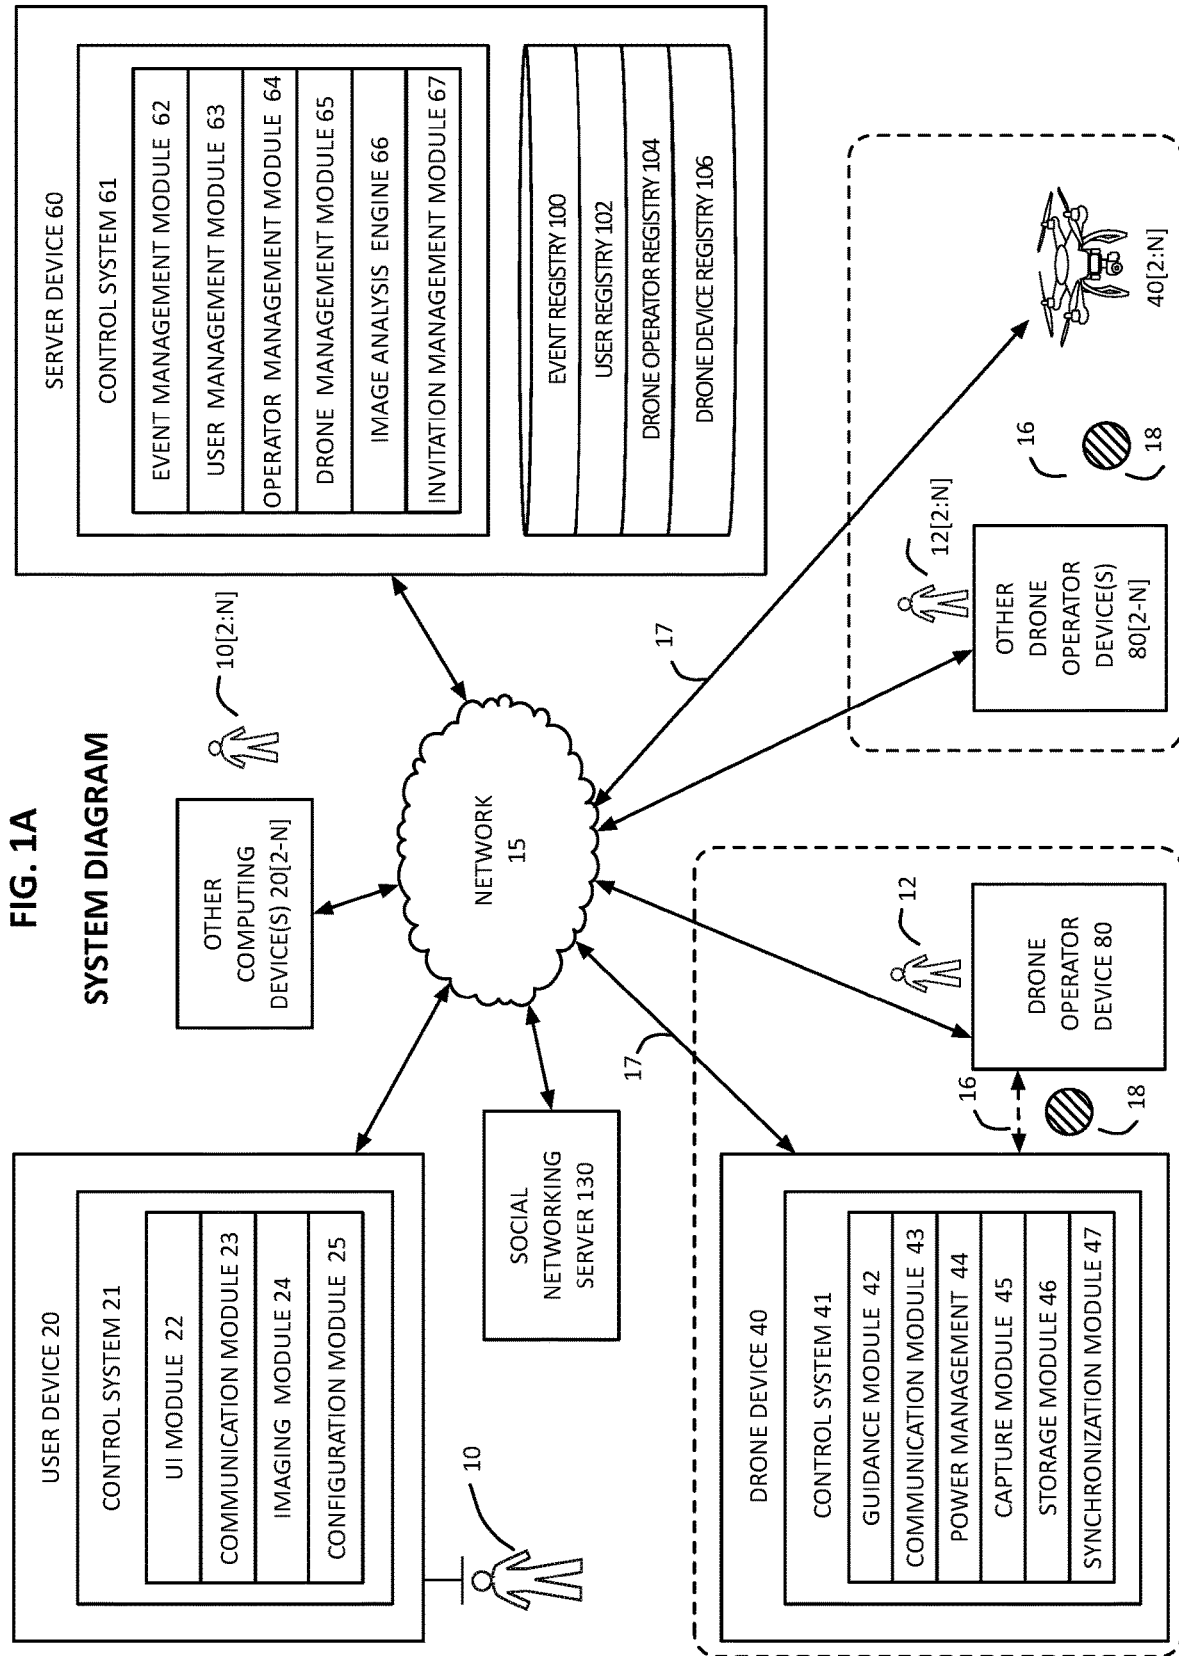 FIG. 1A
SYSTEM DIAGRAM
USER DEVICE 20
CONTROL SYSTEM 21
UI MODULE 22
COMMUNICATION MODULE 23
IMAGING MODULE 24
CONFIGURATION MODULE 25
10
OTHER
COMPUTING
DEVICE(S) 20[2-N]
10[2:N]
SERVER DEVICE 60
CONTROL SYSTEM 61
EVENT MANAGEMENT MODULE 62
USER MANAGEMENT MODULE 63
OPERATOR MANAGEMENT MODULE 64
DRONE MANAGEMENT MODULE 65
IMAGE ANALYSIS ENGINE 66
INVITATION MANAGEMENT MODULE 67
EVENT REGISTRY 100
USER REGISTRY 102
DRONE OPERATOR REGISTRY 104
DRONE DEVICE REGISTRY 106
NETWORK
15
SOCIAL
NETWORKING
SERVER 130
17
17
DRONE DEVICE 40
CONTROL SYSTEM 41
GUIDANCE MODULE 42
COMMUNICATION MODULE 43
POWER MANAGEMENT 44
CAPTURE MODULE 45
STORAGE MODULE 46
SYNCHRONIZATION MODULE 47
16
18
12
DRONE
OPERATOR
DEVICE 80
12[2:N]
OTHER
DRONE
OPERATOR
DEVICE(S)
80[2-N]
16
18
40[2:N]